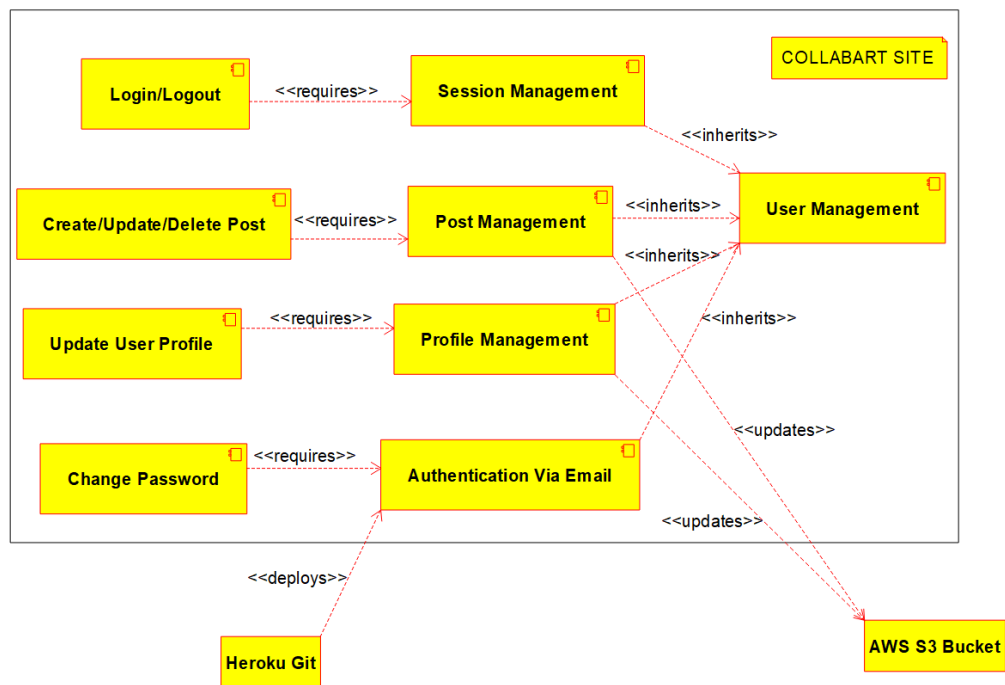 COLLABART SITE
Login/Logout
<<requires>>
Session Management
<<inherits>>
Create/Update/Delete Post
<<requires>>
Post Management
<<inherits>>
User Management
<<inherits>>
Update User Profile
<<requires>>
Profile Management
<<inherits>>
<<updates>>
Change Password
<<requires>>
Authentication Via Email
<<updates>>
<<deploys>>
Heroku Git
AWS S3 Bucket